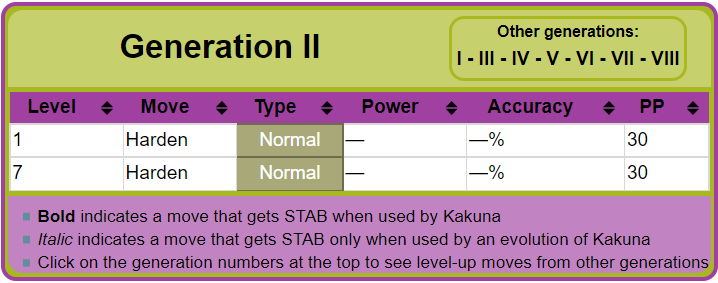 Generation II
Other generations:
I - III - IV - V - VI - VII - VIII
Level Move Type Power Accuracy PP
1 Harden Normal — —% 30
7 Harden Normal — —% 30
Bold indicates a move that gets STAB when used by Kakuna
Italic indicates a move that gets STAB only when used by an evolution of Kakuna
Click on the generation numbers at the top to see level-up moves from other generations